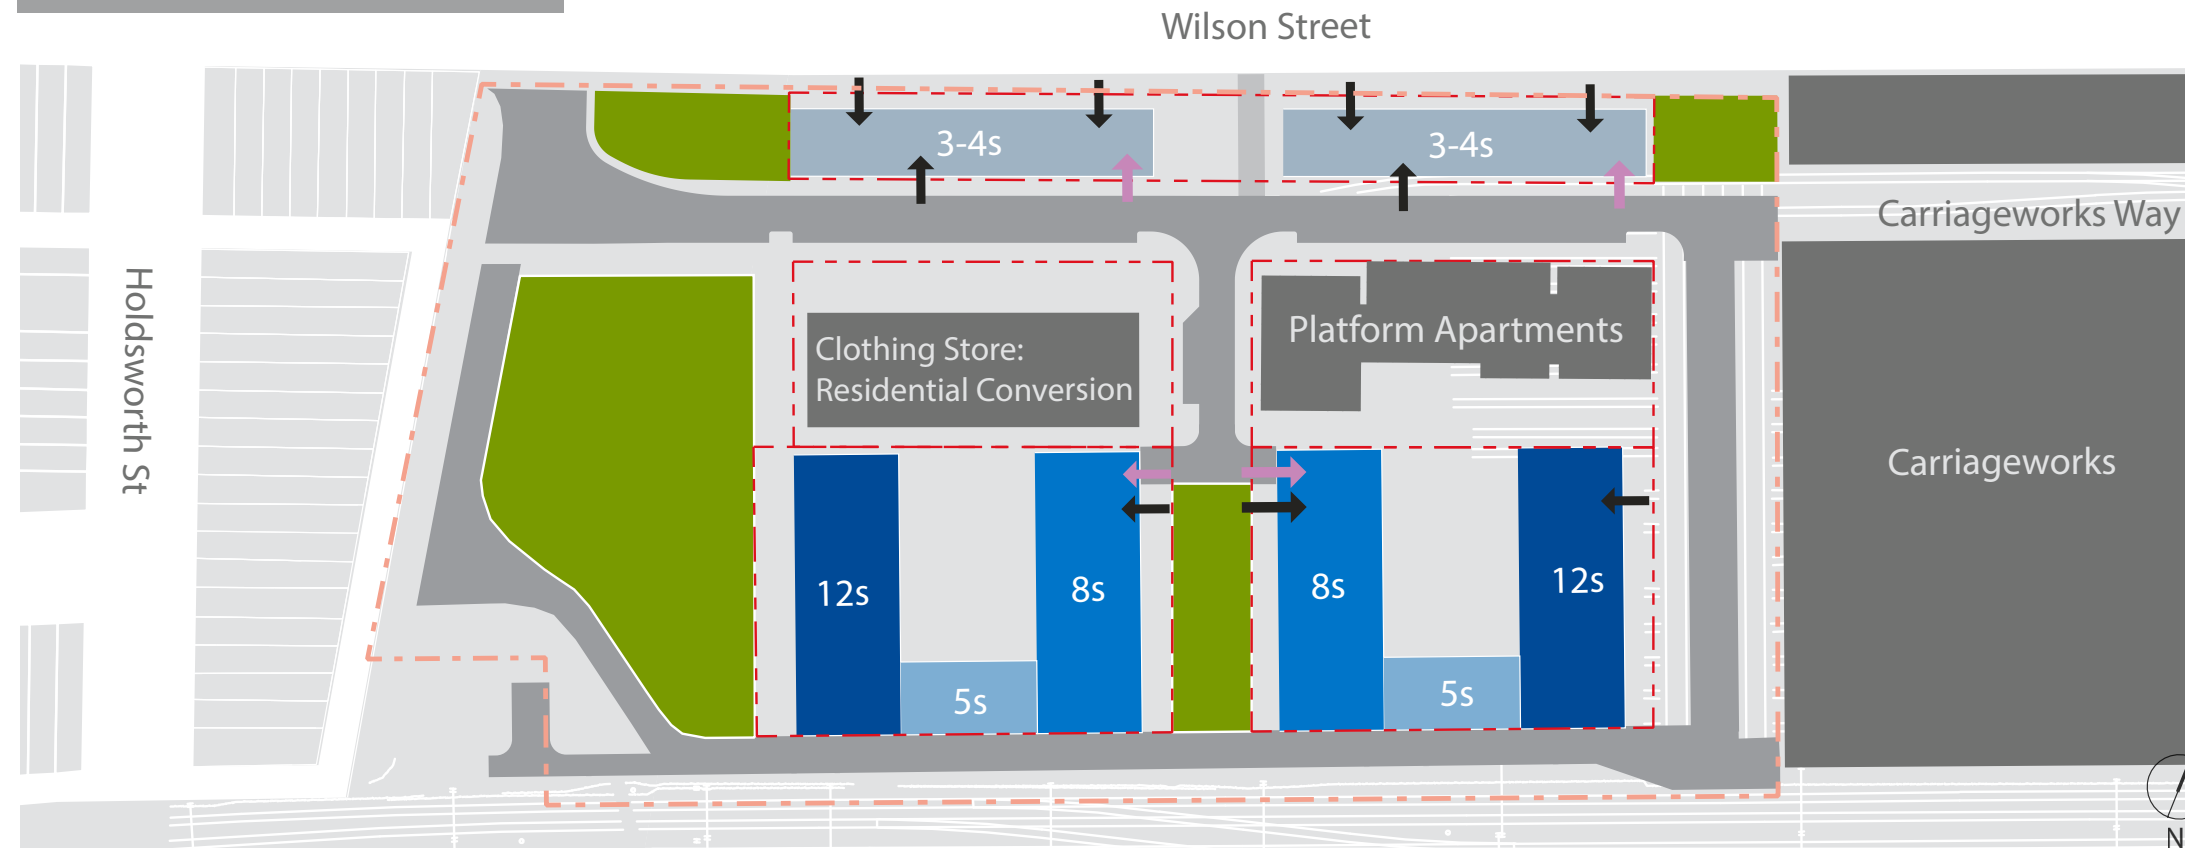 Wilson Street
3-4s
3-4s
Carriageworks Way
Holdsworth St
Clothing Store:
Residential Conversion
Platform Apartments
Carriageworks
12s
8s
8s
12s
5s
5s
N